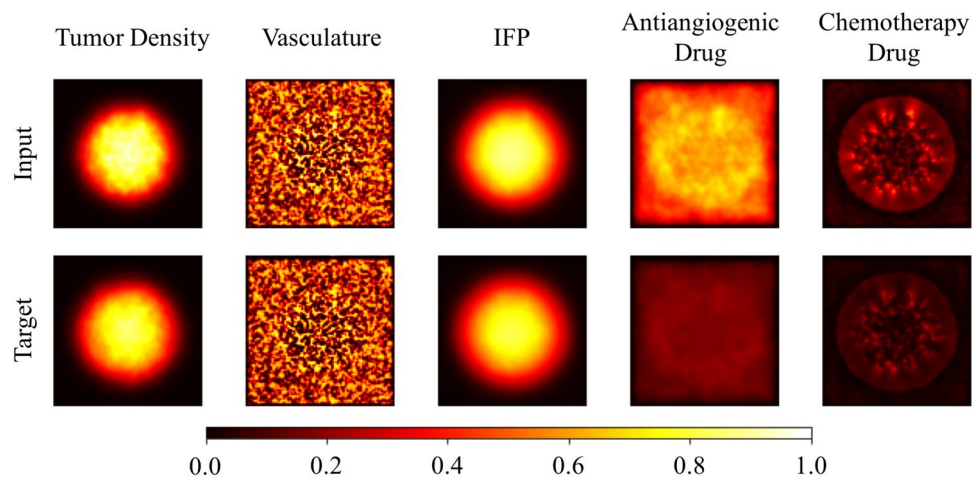 Tumor Density
Vasculature
IFP
Antiangiogenic
Drug
Chemotherapy
Drug
Input
Target
0.0
0.2
0.4
0.6
0.8
1.0